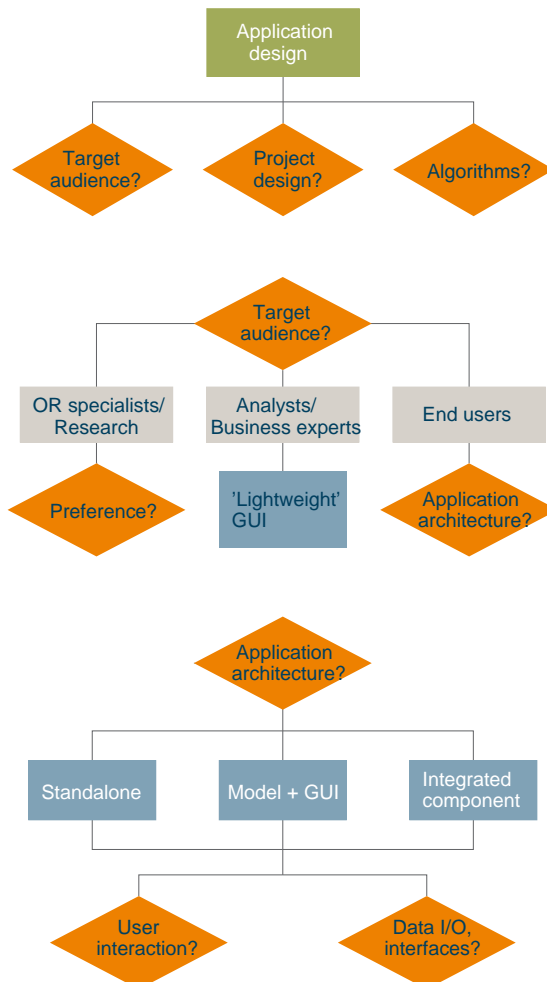 Application
design
Target
audience?
Project
design?
Algorithms?
Target
audience?
OR specialists/
Research
Analysts/
Business experts
End users
Preference?
’Lightweight’
GUI
Application
architecture?
Application
architecture?
Standalone
Model + GUI
Integrated
component
User
interaction?
Data I/O,
interfaces?